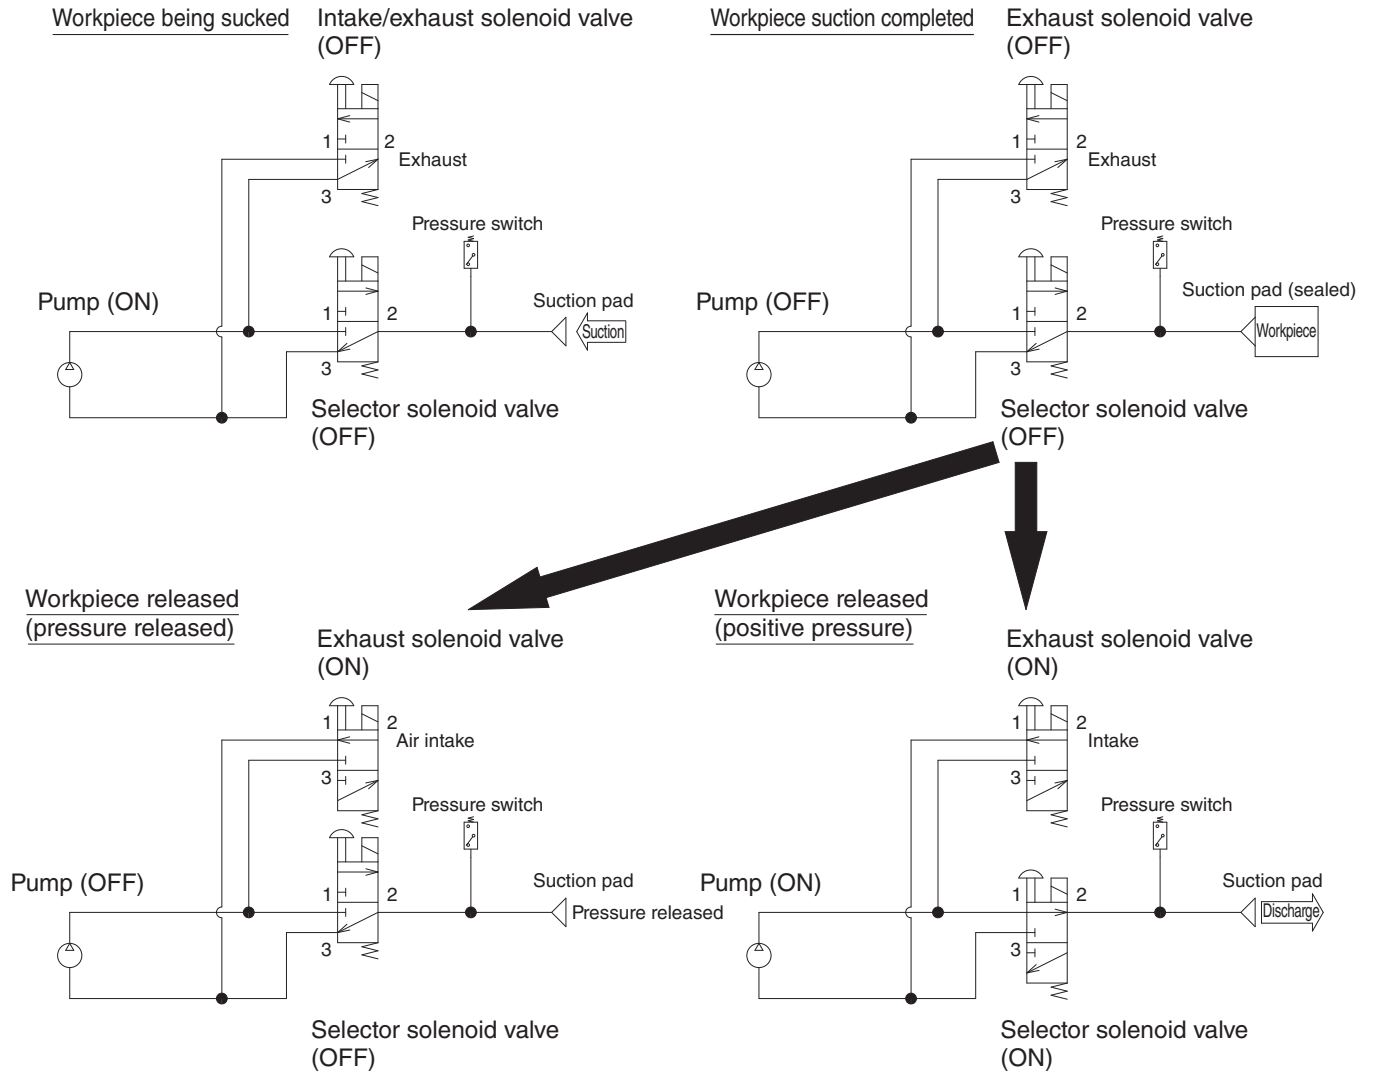 Workpiece being sucked
Intake/exhaust solenoid valve
(OFF)
1
2
Exhaust
3
Pressure switch
Pump (ON)
Suction pad
1
2
Suction
3
Selector solenoid valve
(OFF)
Workpiece suction completed
Exhaust solenoid valve
(OFF)
1
2
Exhaust
3
Pressure switch
Pump (OFF)
Suction pad (sealed)
1
2
Workpiece
3
Selector solenoid valve
(OFF)
Workpiece released
(pressure released)
Exhaust solenoid valve
(ON)
1
2
Air intake
3
Pressure switch
Pump (OFF)
Suction pad
1
2
Pressure released
3
Selector solenoid valve
(OFF)
Workpiece released
(positive pressure)
Exhaust solenoid valve
(ON)
1
2
Intake
3
Pressure switch
Pump (ON)
Suction pad
1
2
Discharge
3
Selector solenoid valve
(ON)